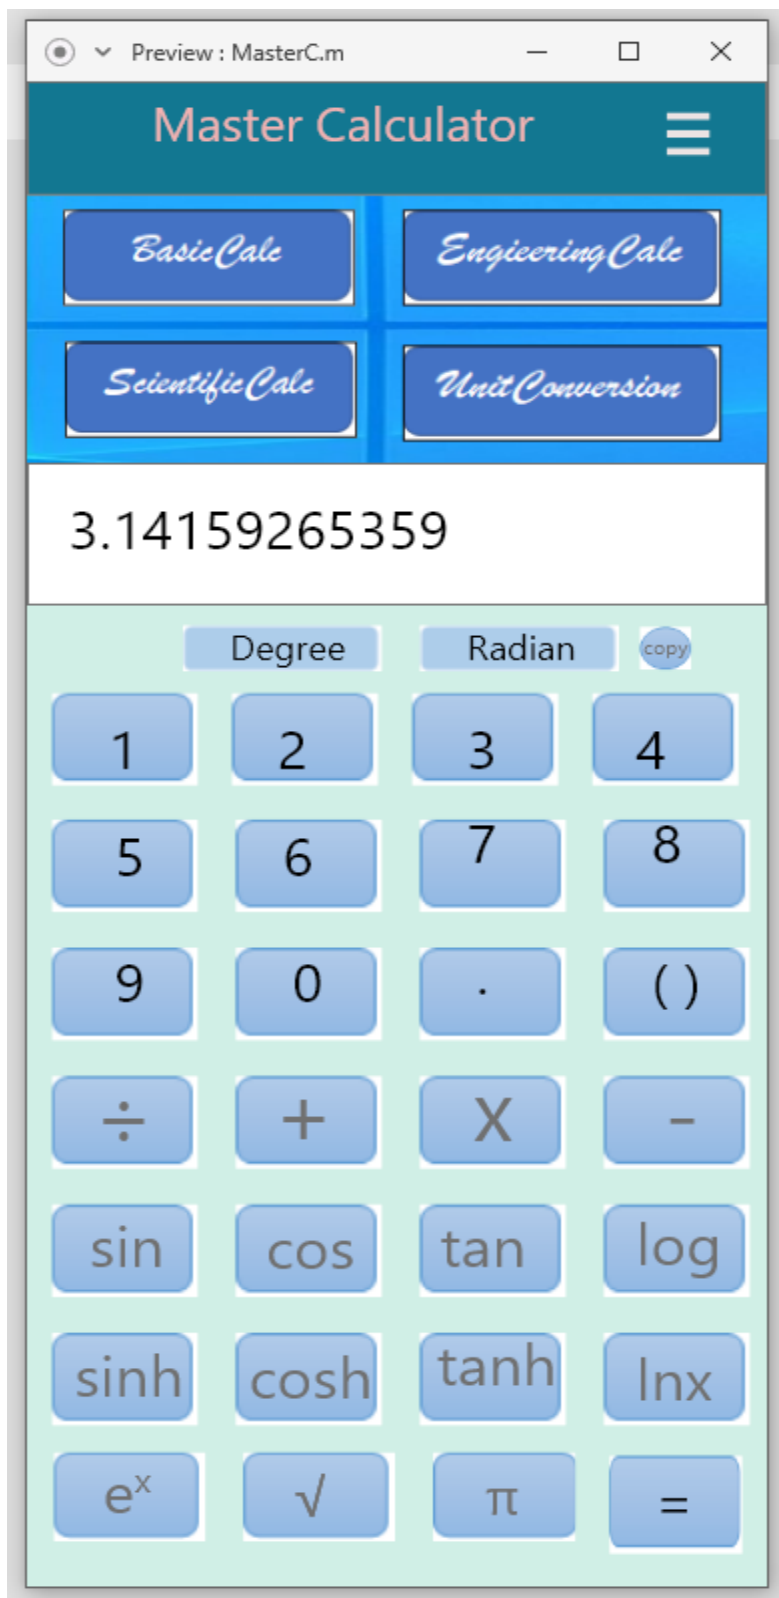 Preview : MasterC.m
Master Calculator
BasicCalc EngieeringCalc
ScientificCalc UnitConversion
3.14159265359
Degree Radian copy
1 2 3 4
5 6 7 8
9 0 . ( )
÷ + X -
sin cos tan log
sinh cosh tanh lnx
eˣ √ π =